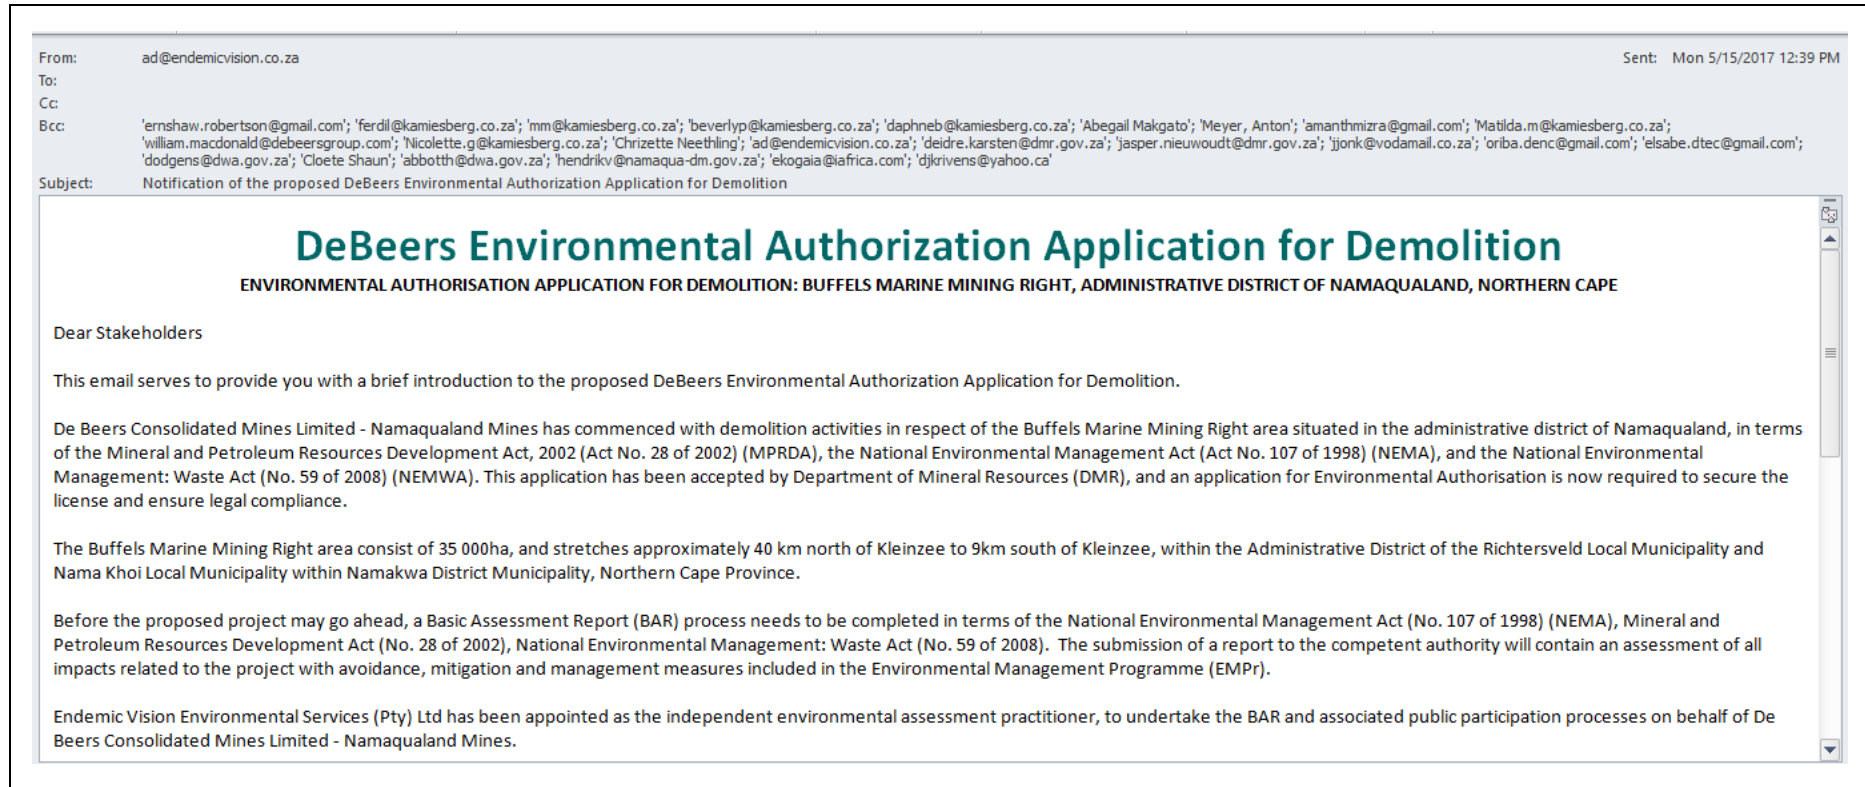 From: ad@endemicvision.co.za Sent: Mon 5/15/2017 12:39 PM
To:
Cc:
Bcc: 'ernshaw.robertson@gmail.com'; 'ferdil@kamiesberg.co.za'; 'mm@kamiesberg.co.za'; 'beverlyp@kamiesberg.co.za'; 'daphneb@kamiesberg.co.za'; 'Abegail Makgato'; 'Meyer, Anton'; 'amanthmizra@gmail.com'; 'Matilda.m@kamiesberg.co.za';
'william.macdonald@debeersgroup.com'; 'Nicolette.g@kamiesberg.co.za'; 'Chrizette Neethling'; 'ad@endemicvision.co.za'; 'deidre.karsten@dmr.gov.za'; 'jasper.nieuwoudt@dmr.gov.za'; 'jjonk@vodamail.co.za'; 'oriba.denc@gmail.com'; 'elsabe.dtec@gmail.com';
'dodgens@dwa.gov.za'; 'Cloete Shaun'; 'abbotth@dwa.gov.za'; 'hendrikv@namaqua-dm.gov.za'; 'ekogaia@iafrica.com'; 'djkrivens@yahoo.ca'
Subject: Notification of the proposed DeBeers Environmental Authorization Application for Demolition
DeBeers Environmental Authorization Application for Demolition
ENVIRONMENTAL AUTHORISATION APPLICATION FOR DEMOLITION: BUFFELS MARINE MINING RIGHT, ADMINISTRATIVE DISTRICT OF NAMAQUALAND, NORTHERN CAPE
Dear Stakeholders
This email serves to provide you with a brief introduction to the proposed DeBeers Environmental Authorization Application for Demolition.
De Beers Consolidated Mines Limited - Namaqualand Mines has commenced with demolition activities in respect of the Buffels Marine Mining Right area situated in the administrative district of Namaqualand, in terms
of the Mineral and Petroleum Resources Development Act, 2002 (Act No. 28 of 2002) (MPRDA), the National Environmental Management Act (Act No. 107 of 1998) (NEMA), and the National Environmental
Management: Waste Act (No. 59 of 2008) (NEMWA). This application has been accepted by Department of Mineral Resources (DMR), and an application for Environmental Authorisation is now required to secure the
license and ensure legal compliance.
The Buffels Marine Mining Right area consist of 35 000ha, and stretches approximately 40 km north of Kleinzee to 9km south of Kleinzee, within the Administrative District of the Richtersveld Local Municipality and
Nama Khoi Local Municipality within Namakwa District Municipality, Northern Cape Province.
Before the proposed project may go ahead, a Basic Assessment Report (BAR) process needs to be completed in terms of the National Environmental Management Act (No. 107 of 1998) (NEMA), Mineral and
Petroleum Resources Development Act (No. 28 of 2002), National Environmental Management: Waste Act (No. 59 of 2008). The submission of a report to the competent authority will contain an assessment of all
impacts related to the project with avoidance, mitigation and management measures included in the Environmental Management Programme (EMPr).
Endemic Vision Environmental Services (Pty) Ltd has been appointed as the independent environmental assessment practitioner, to undertake the BAR and associated public participation processes on behalf of De
Beers Consolidated Mines Limited - Namaqualand Mines.